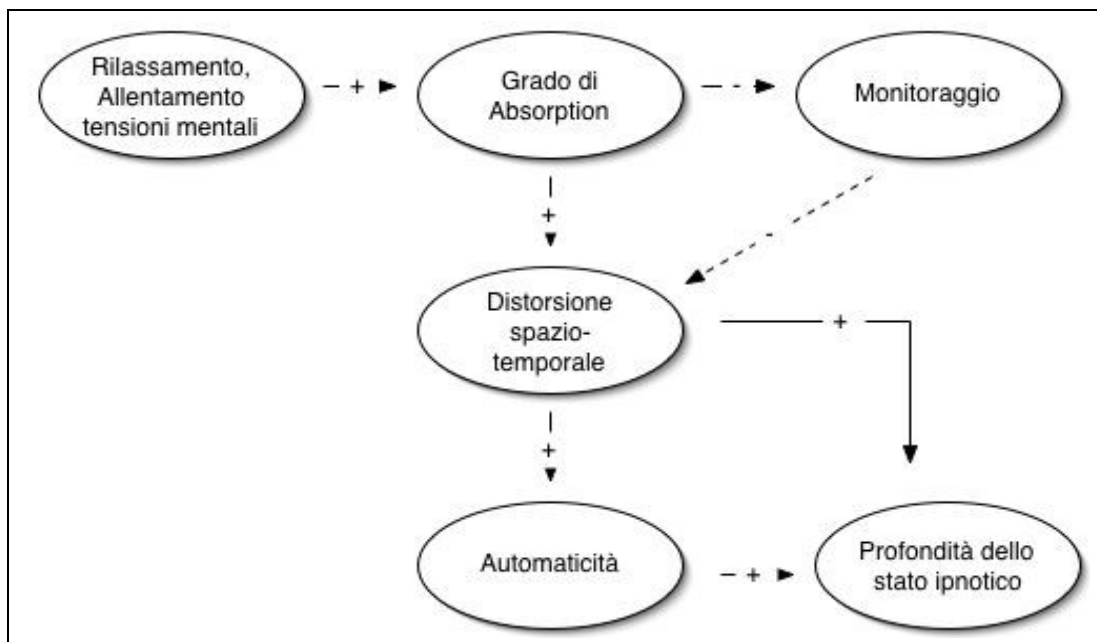 Rilassamento,
Allentamento
tensioni mentali
+
Grado di
Absorption
-
Monitoraggio
+
-
Distorsione
spazio-
temporale
+
+
Automaticità
+
Profondità dello
stato ipnotico